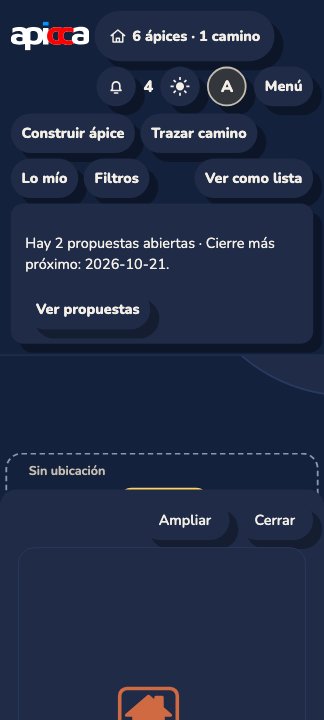 apicca
6 ápices · 1 camino
4
A
Menú
Construir ápice
Trazar camino
Lo mío
Filtros
Ver como lista
Hay 2 propuestas abiertas · Cierre más
próximo: 2026-10-21.
Ver propuestas
Sin ubicación
Ampliar
Cerrar